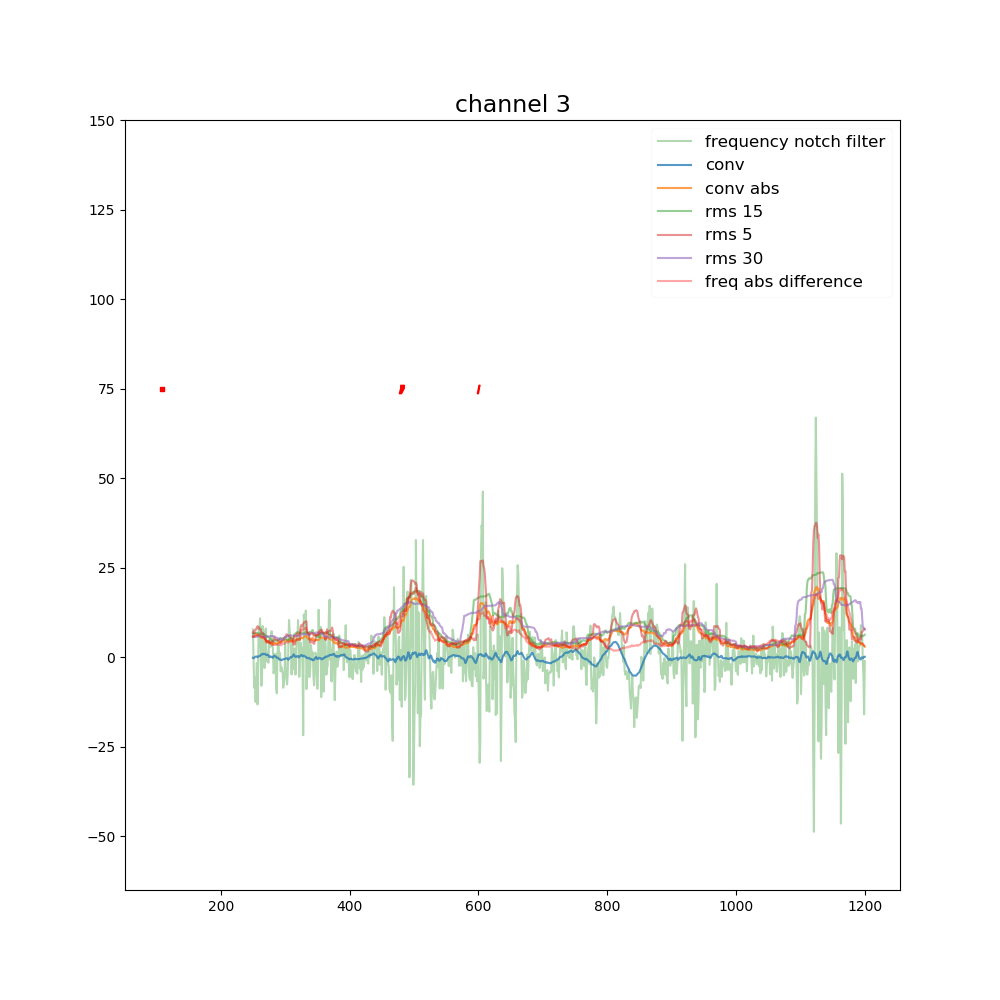 channel 3
150
125
100
75
50
25
0
−25
−50
frequency notch filter
conv
conv abs
rms 15
rms 5
rms 30
freq abs difference
200 400 600 800 1000 1200